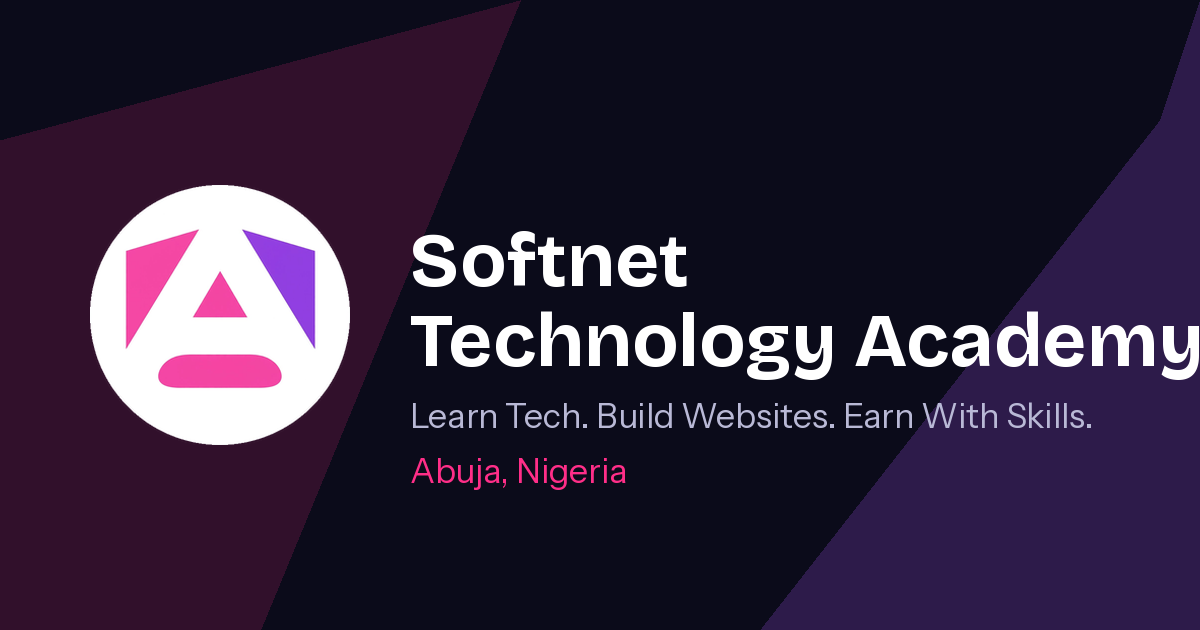 Softnet
Technology Academy
Learn Tech. Build Websites. Earn With Skills.
Abuja, Nigeria